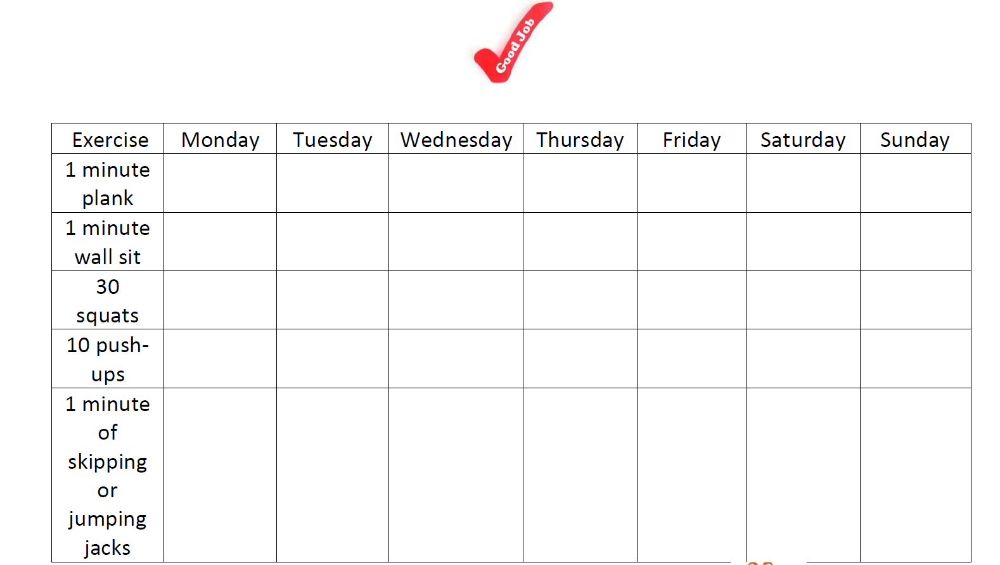 Good Job
Exercise Monday Tuesday Wednesday Thursday Friday Saturday Sunday
1 minute
plank
1 minute
wall sit
30
squats
10 push-
ups
1 minute
of
skipping
or
jumping
jacks